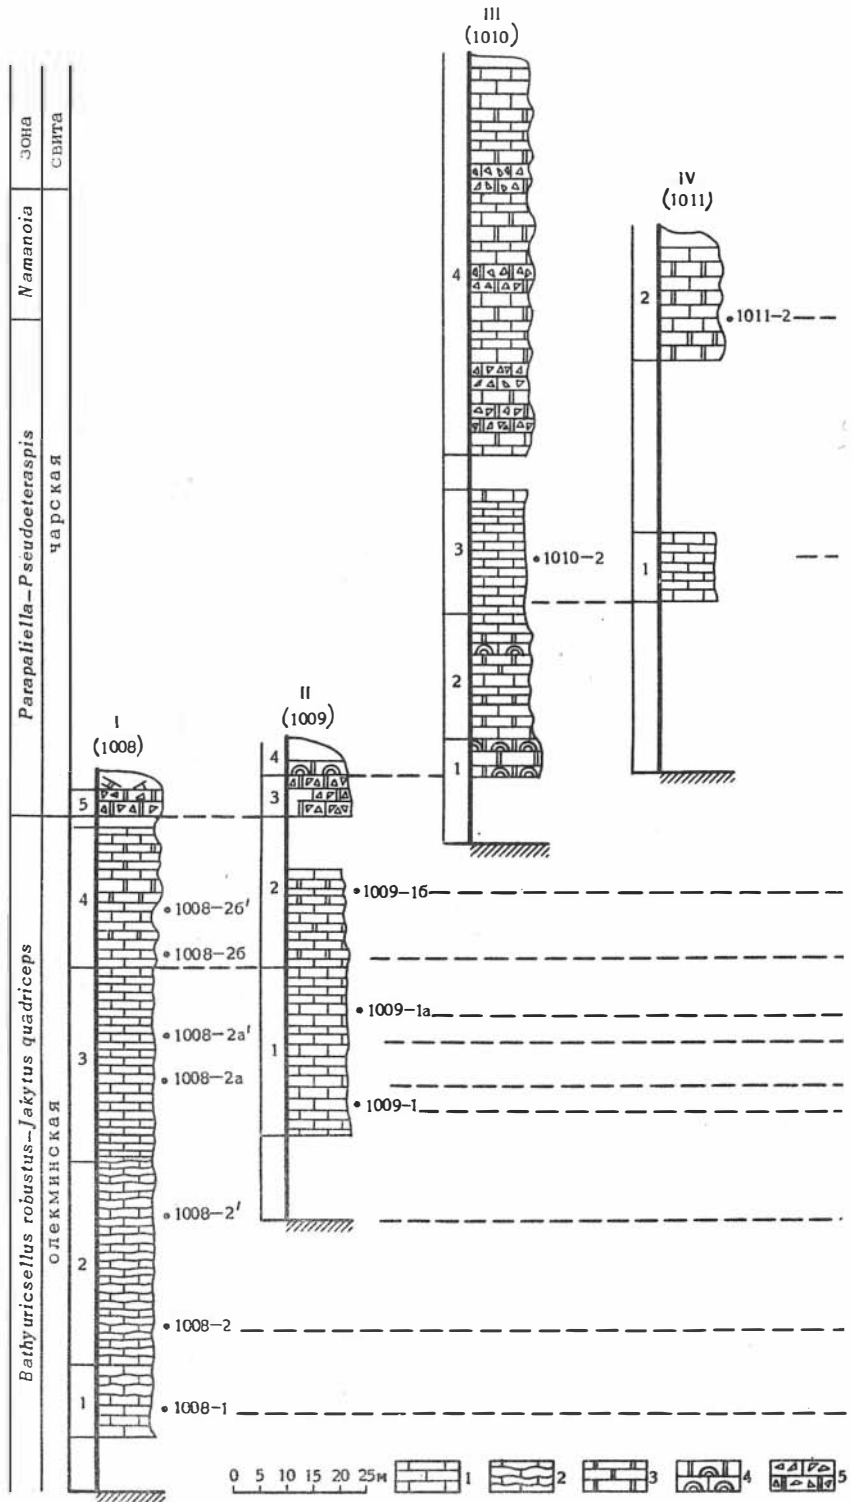 зона
свита
Namanoia
Parapaliella—Pseudoeteraspis
чарская
Bathyuricsellus robustus—Jakytus quadriceps
олекминская
I
(1008)
5
4
3
2
1
1008—2б′
1008—2б
1008—2а′
1008—2а
1008—2′
1008—2
1008—1
II
(1009)
4
3
2
1
1009—1б
1009—1а
1009—1
III
(1010)
4
3
2
1
1010—2
IV
(1011)
2
1
1011—2
0 5 10 15 20 25м
1
2
3
4
5